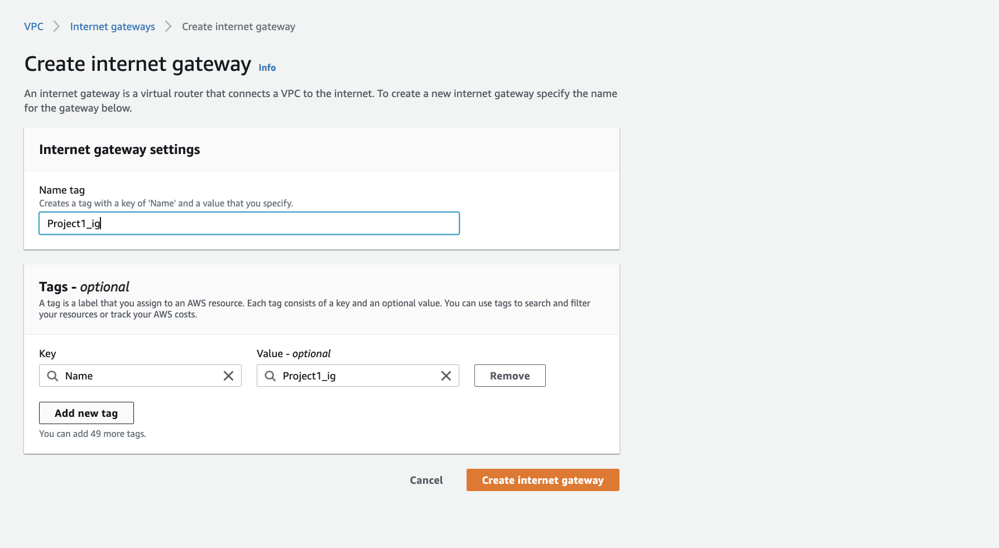 VPC > Internet gateways > Create internet gateway
Create internet gateway Info
An internet gateway is a virtual router that connects a VPC to the internet. To create a new internet gateway specify the name
for the gateway below.
Internet gateway settings
Name tag
Creates a tag with a key of 'Name' and a value that you specify.
Project1_ig
Tags - optional
A tag is a label that you assign to an AWS resource. Each tag consists of a key and an optional value. You can use tags to search and filter
your resources or track your AWS costs.
Key Value - optional
Name Project1_ig Remove
Add new tag
You can add 49 more tags.
Cancel Create internet gateway